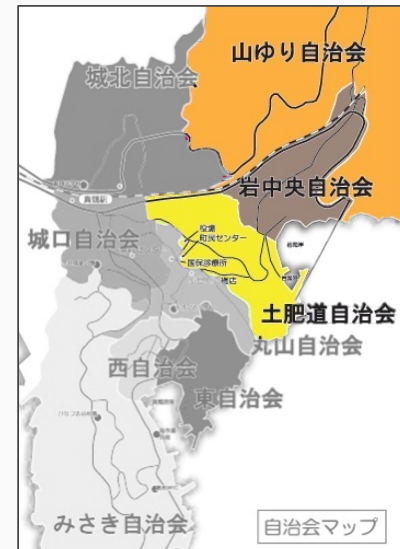 山ゆり自治会
城北自治会
岩中央自治会
真鶴駅
役場
町民センター
城口自治会
国保診療所
土肥道自治会
丸山自治会
西自治会
東自治会
みさき自治会
自治会マップ